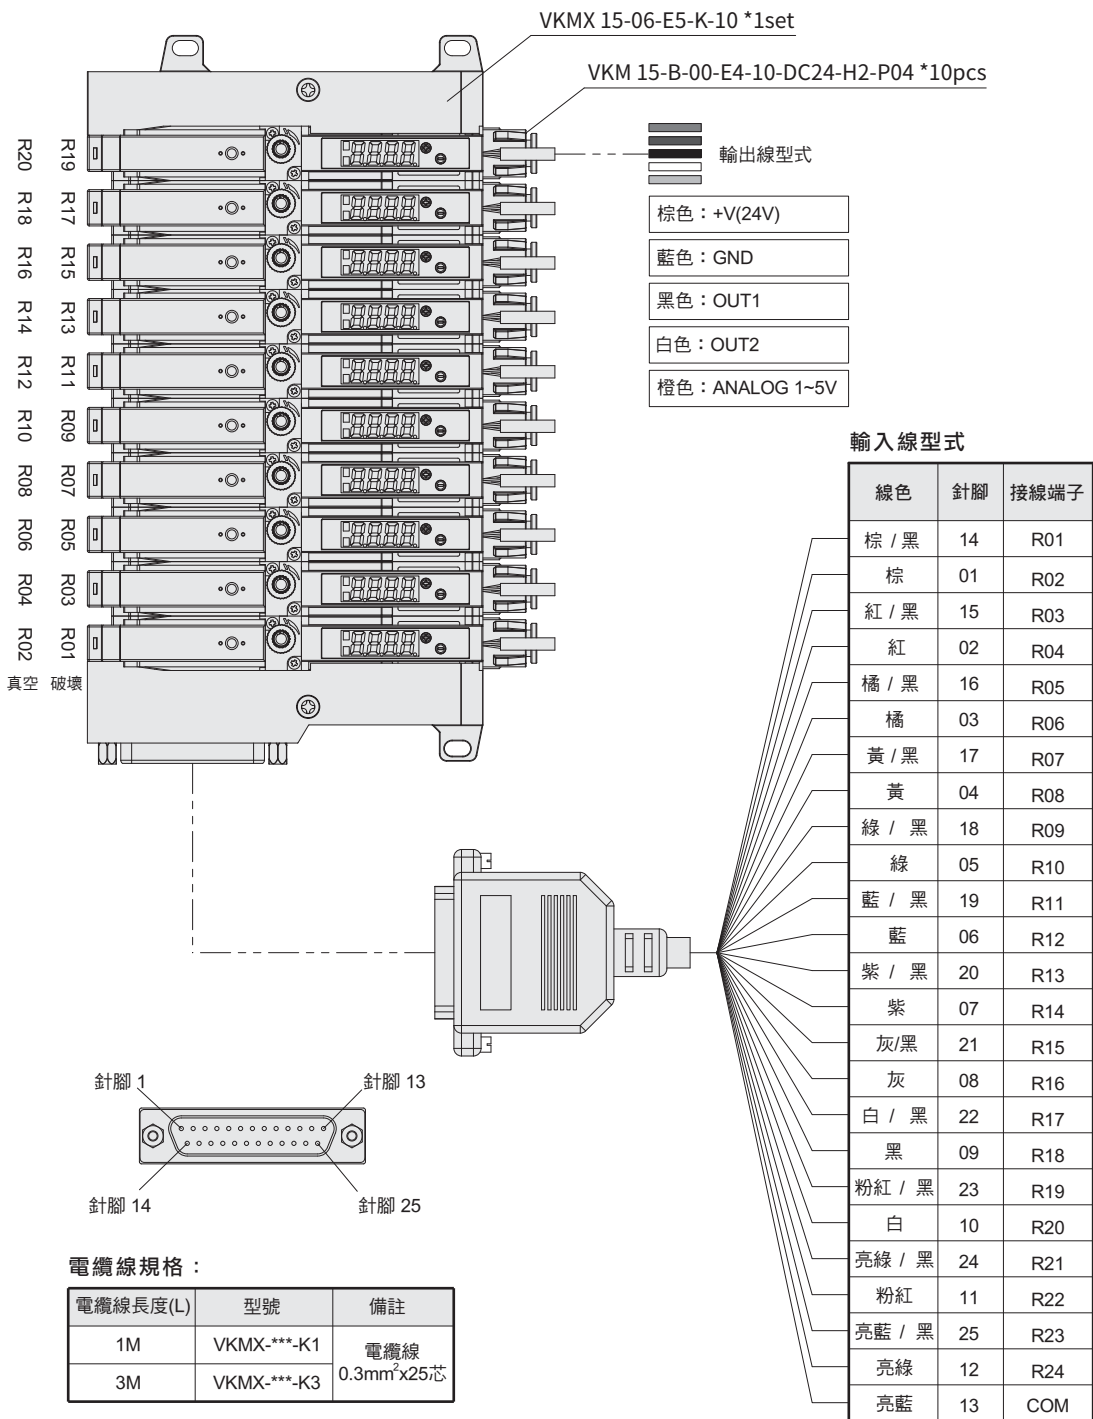 VKMX 15-06-E5-K-10 *1set
VKM 15-B-00-E4-10-DC24-H2-P04 *10pcs
輸出線型式
棕色：+V(24V)
藍色：GND
黑色：OUT1
白色：OUT2
橙色：ANALOG 1~5V
R20 R19
R18 R17
R16 R15
R14 R13
R12 R11
R10 R09
R08 R07
R06 R05
R04 R03
R02 R01
真空 破壞
輸入線型式
線色 針腳 接線端子
棕 / 黑 14 R01
棕 01 R02
紅 / 黑 15 R03
紅 02 R04
橘 / 黑 16 R05
橘 03 R06
黃 / 黑 17 R07
黃 04 R08
綠 / 黑 18 R09
綠 05 R10
藍 / 黑 19 R11
藍 06 R12
紫 / 黑 20 R13
紫 07 R14
灰/黑 21 R15
灰 08 R16
白 / 黑 22 R17
黑 09 R18
粉紅 / 黑 23 R19
白 10 R20
亮綠 / 黑 24 R21
粉紅 11 R22
亮藍 / 黑 25 R23
亮綠 12 R24
亮藍 13 COM
針腳 1
針腳 13
針腳 14
針腳 25
電纜線規格：
電纜線長度(L) 型號 備註
1M VKMX-***-K1
3M VKMX-***-K3
電纜線
0.3mm²x25芯